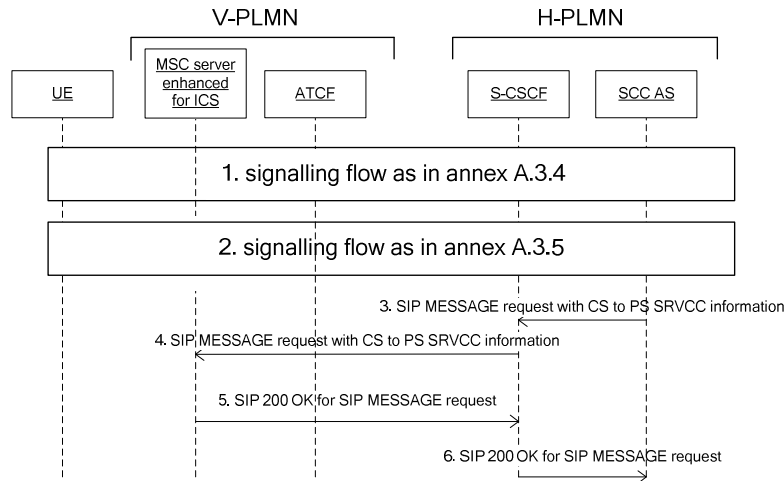 V-PLMN
H-PLMN
UE
MSC server
enhanced
for ICS
ATCF
S-CSCF
SCC AS
1. signalling flow as in annex A.3.4
2. signalling flow as in annex A.3.5
3. SIP MESSAGE request with CS to PS SRVCC information
4. SIP MESSAGE request with CS to PS SRVCC information
5. SIP 200 OK for SIP MESSAGE request
6. SIP 200 OK for SIP MESSAGE request